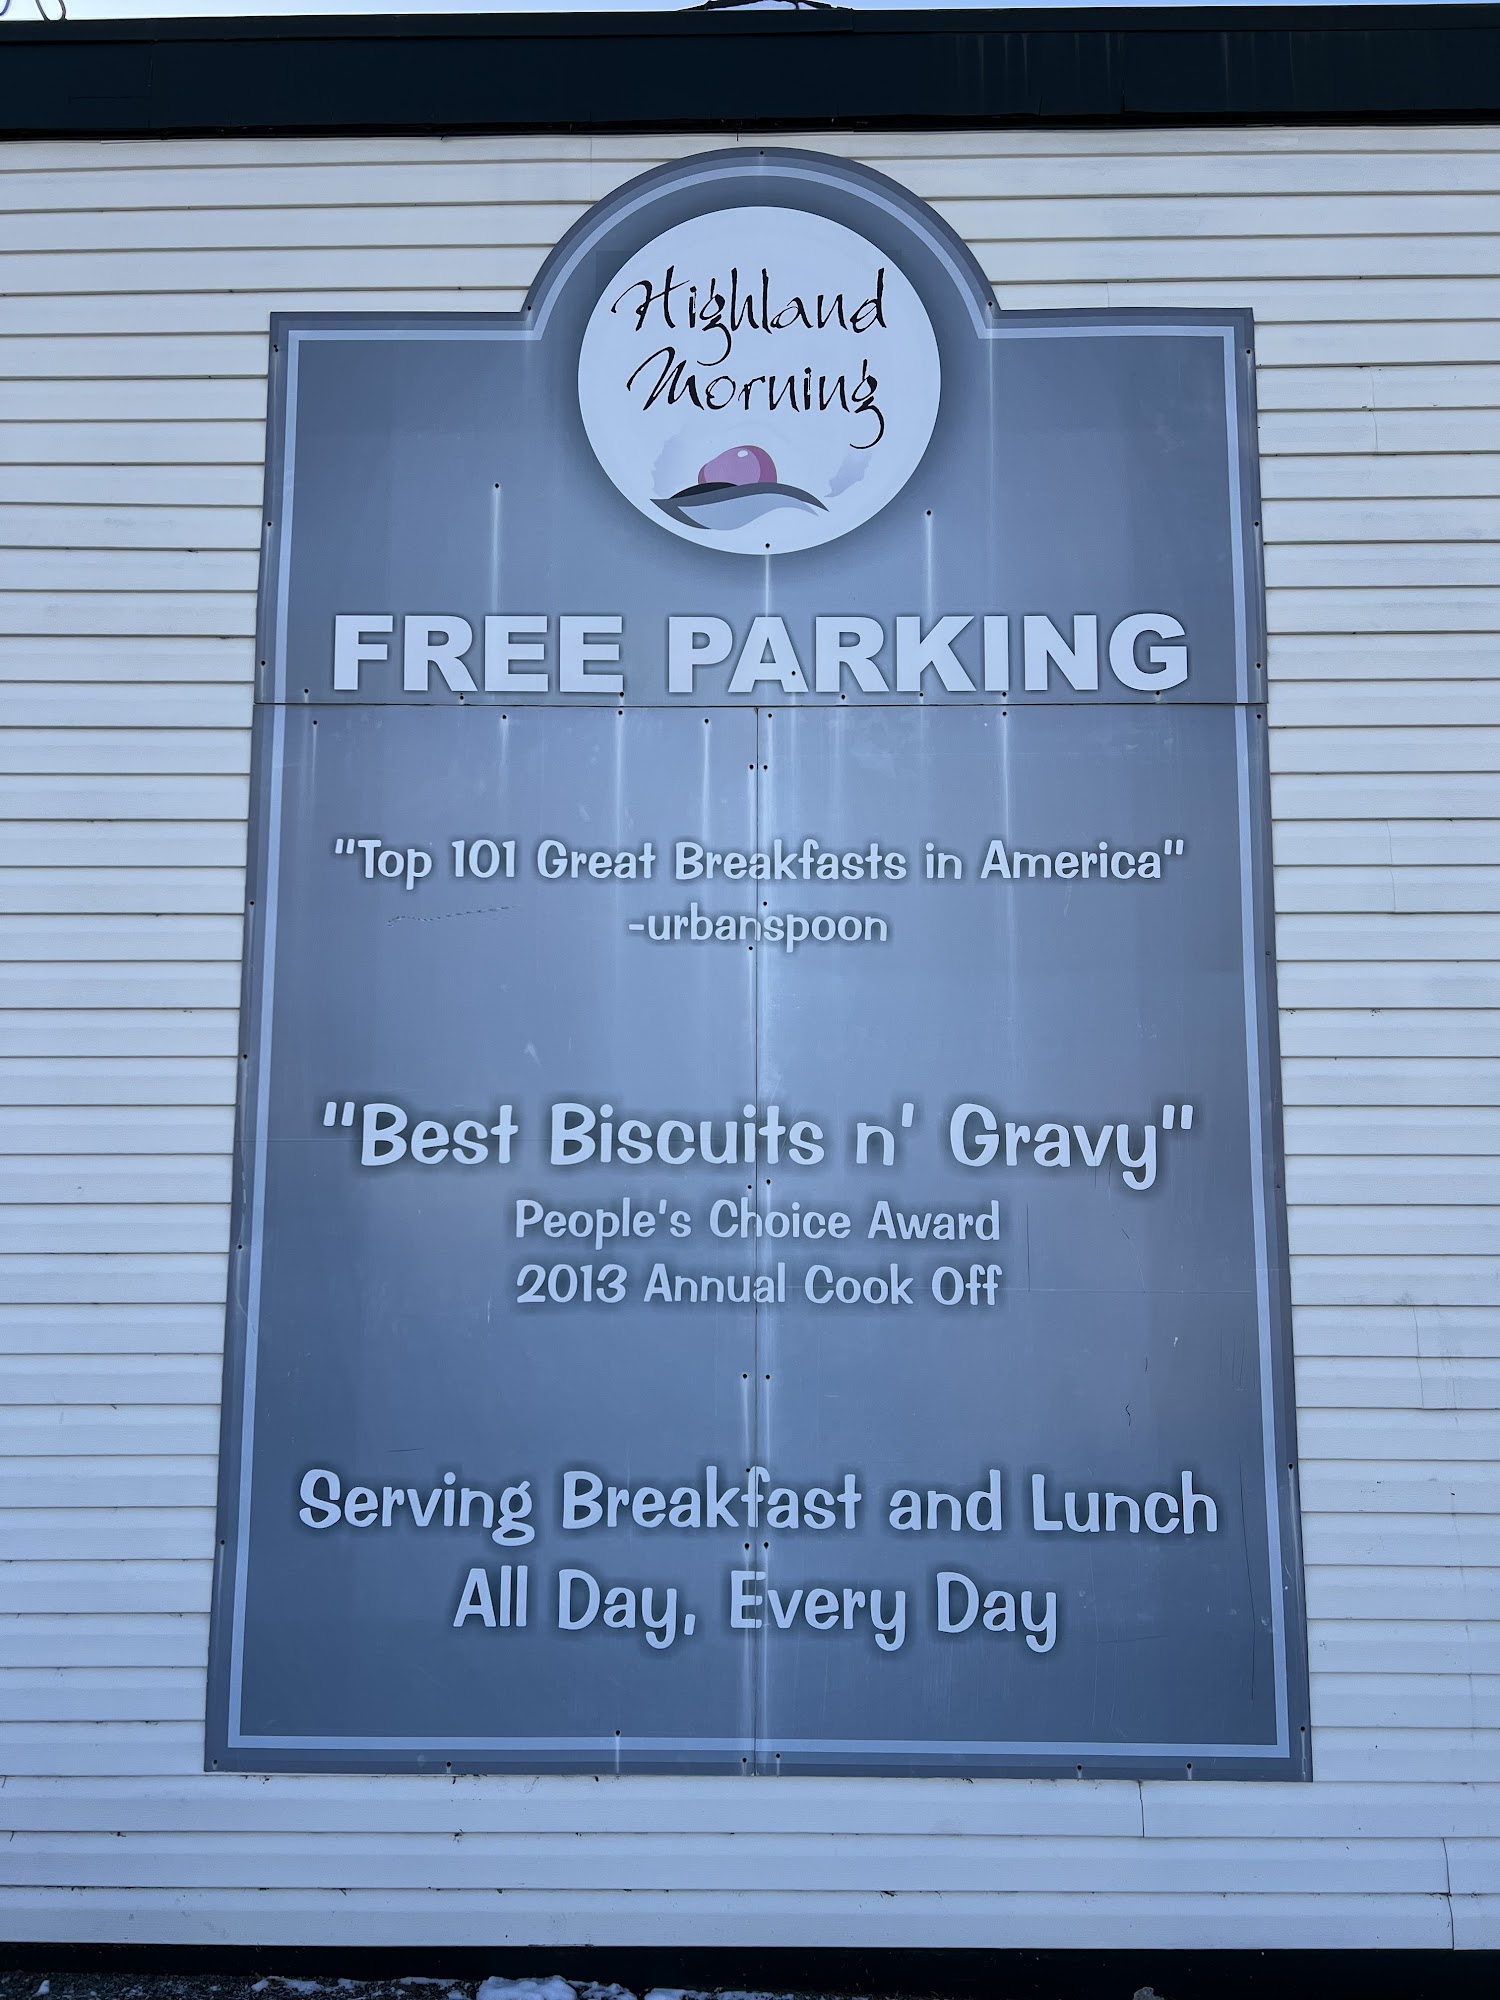 Highland
Morning
FREE PARKING
"Top 101 Great Breakfasts in America"
-urbanspoon
"Best Biscuits n' Gravy"
People's Choice Award
2013 Annual Cook Off
Serving Breakfast and Lunch
All Day, Every Day